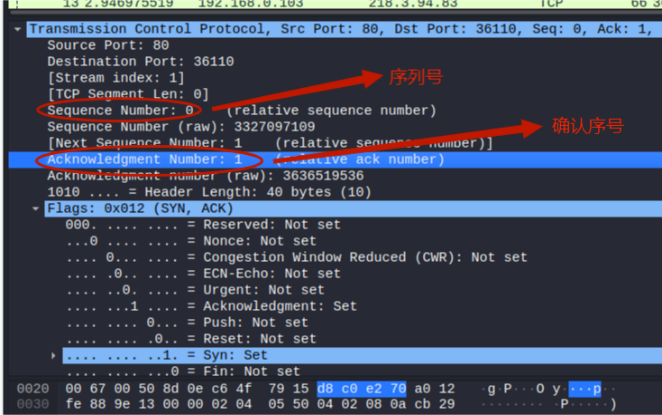 13 2.946975519 192.168.0.103 218.3.94.83 TCP 66
Transmission Control Protocol, Src Port: 80, Dst Port: 36110, Seq: 0, Ack: 1,
Source Port: 80
Destination Port: 36110
[Stream index: 1]
[TCP Segment Len: 0]
序列号
Sequence Number: 0 (relative sequence number)
Sequence Number (raw): 3327097109
确认序号
[Next Sequence Number: 1 (relative sequence number)]
Acknowledgment Number: 1 (relative ack number)
Acknowledgment number (raw): 3636519536
1010 .... = Header Length: 40 bytes (10)
Flags: 0x012 (SYN, ACK)
000. .... .... = Reserved: Not set
...0 .... .... = Nonce: Not set
.... 0... .... = Congestion Window Reduced (CWR): Not set
.... .0.. .... = ECN-Echo: Not set
.... ..0. .... = Urgent: Not set
.... ...1 .... = Acknowledgment: Set
.... .... 0... = Push: Not set
.... .... .0.. = Reset: Not set
.... .... ..1. = Syn: Set
.... .... ...0 = Fin: Not set
0020 00 67 00 50 8d 0e c6 4f 79 15 d8 c0 e2 70 a0 12 ·g·P···O y····p··
0030 fe 88 9e 13 00 00 02 04 05 50 04 02 08 0a cb 29 ········ ·P·····)